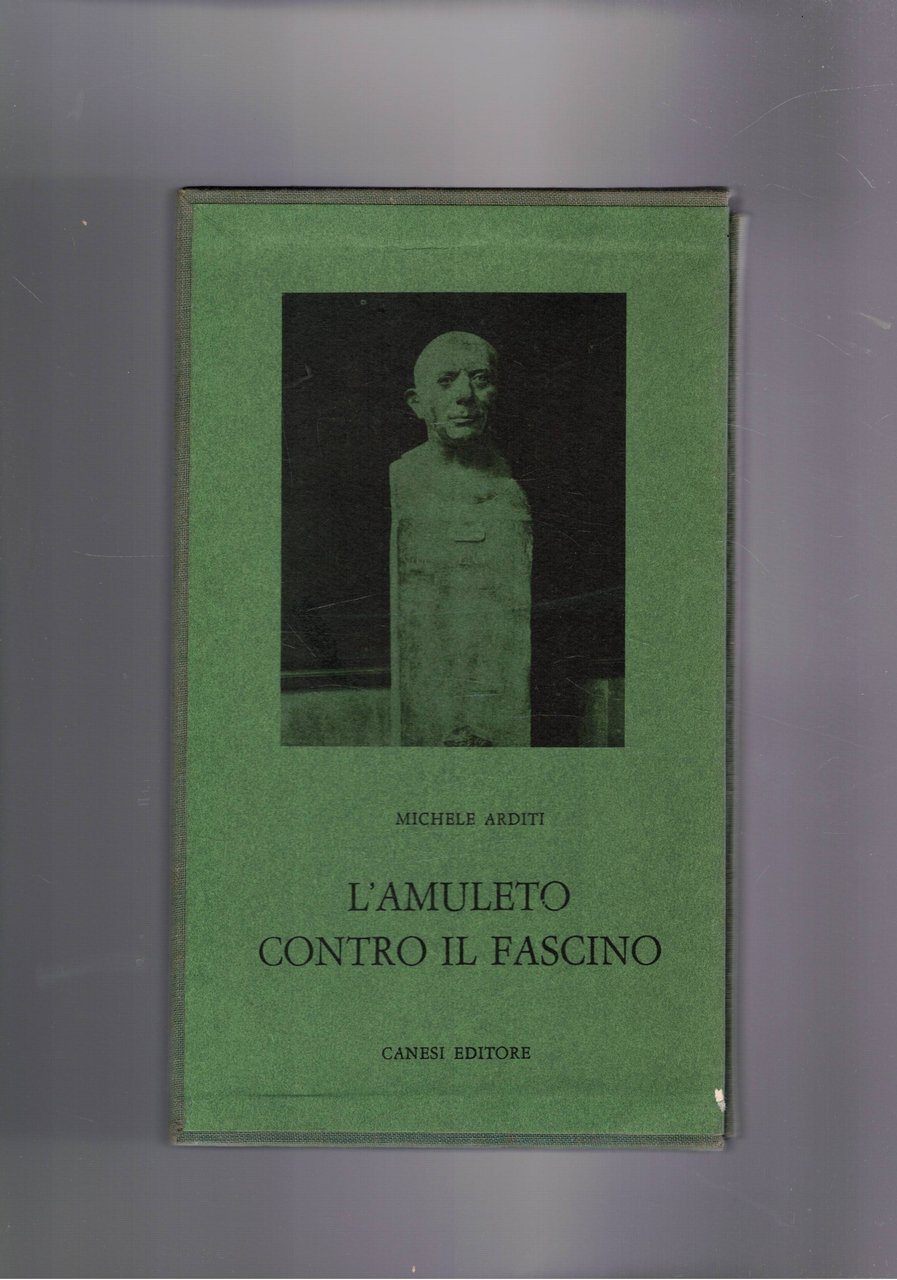 MICHELE ARDITI
L'AMULETO
CONTRO IL FASCINO
CANESI EDITORE